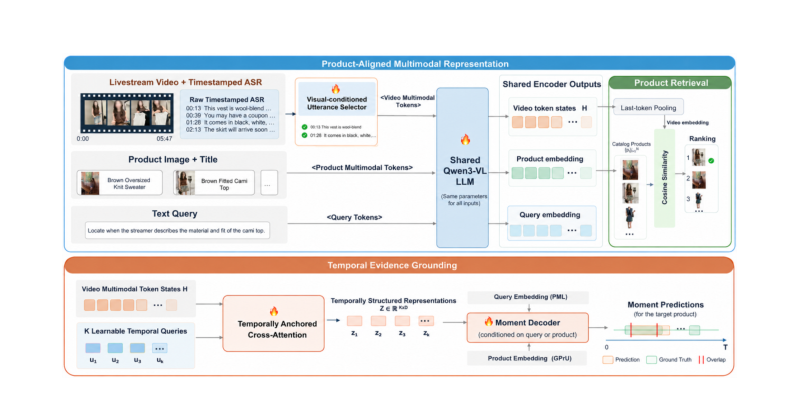 Product-Aligned Multimodal Representation
Livestream Video + Timestamped ASR
Raw Timestamped ASR
00:13 This vest is wool-blend ...
00:39 You may have a coupon ...
01:28 It comes in black, white, ...
02:13 The skirt will arrive soon ...
0:00
05:47
Visual-conditioned
Utterance Selector
00:13 This vest is wool-blend
01:28 It comes in black, white,...
<Video Multimodal
Tokens>
Product Image + Title
Brown Oversized
Knit Sweater
Brown Fitted Cami
Top
...
<Product Multimodal Tokens>
Text Query
Locate when the streamer describes the material and fit of the cami top.
<Query Tokens>
Shared
Qwen3-VL
LLM
(Same parameters
for all inputs)
Shared Encoder Outputs
Video token states H
...
Product embedding
...
Query embedding
...
Product Retrieval
Last-token Pooling
Video embedding
Catalog Products
Cosine Similarity
Ranking
1
2
3
...
...
Temporal Evidence Grounding
Video Multimodal Token States H
...
K Learnable Temporal Queries
...
u₁ u₂ u₃ uₖ
Temporally Anchored
Cross-Attention
Temporally Structured Representations
Z ∈ ℝ ᴷˣᴰ
...
z₁ z₂ z₃ zₖ
Query Embedding (PML)
Moment Decoder
(conditioned on query or product)
Product Embedding (GPrU)
Moment Predictions
(for the target product)
...
0
T
Prediction
Ground Truth
Overlap